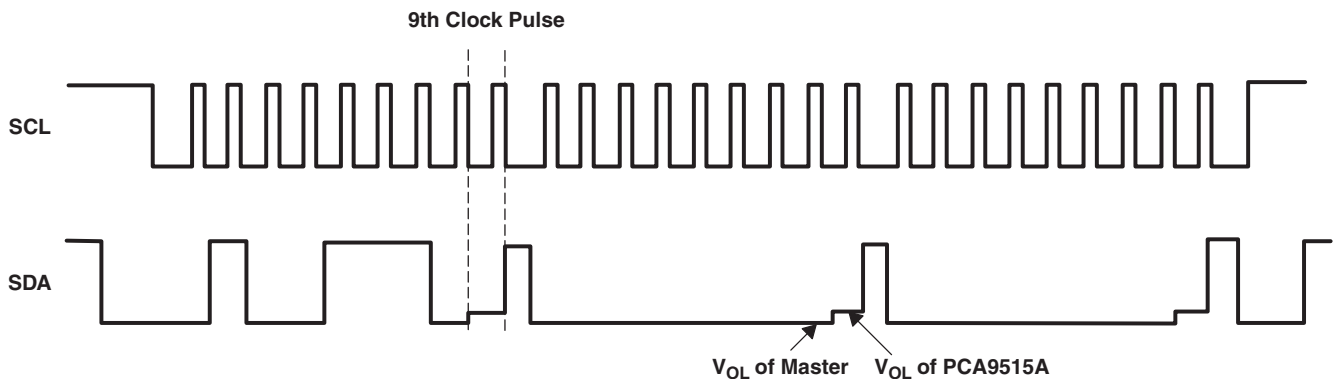 9th Clock Pulse
SCL
SDA
VOL of Master
VOL of PCA9515A